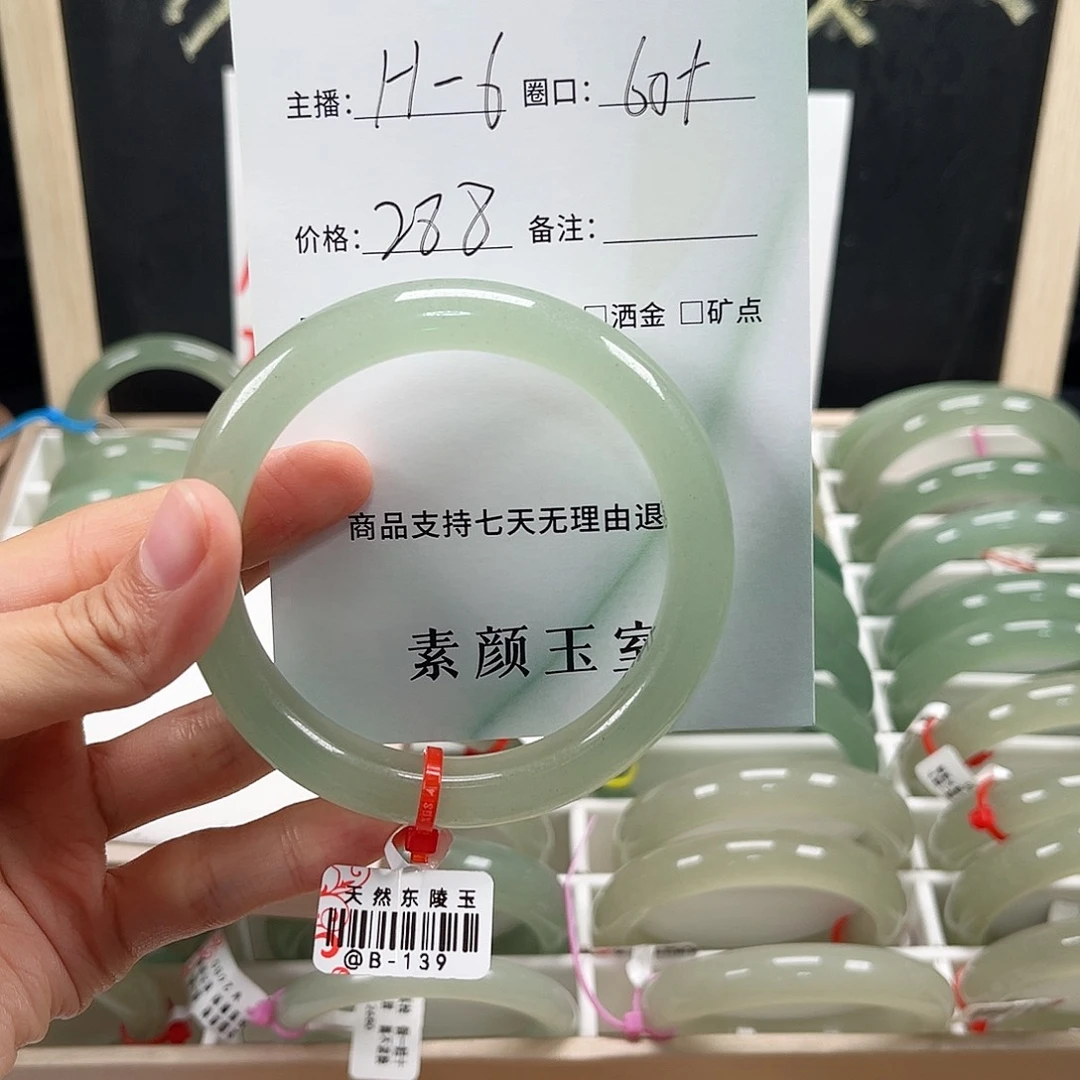 主播：H-6 圈口：60+
价格：288 备注：
□洒金 □矿点
商品支持七天无理由退
素颜玉室
天然东陵玉
@B-139